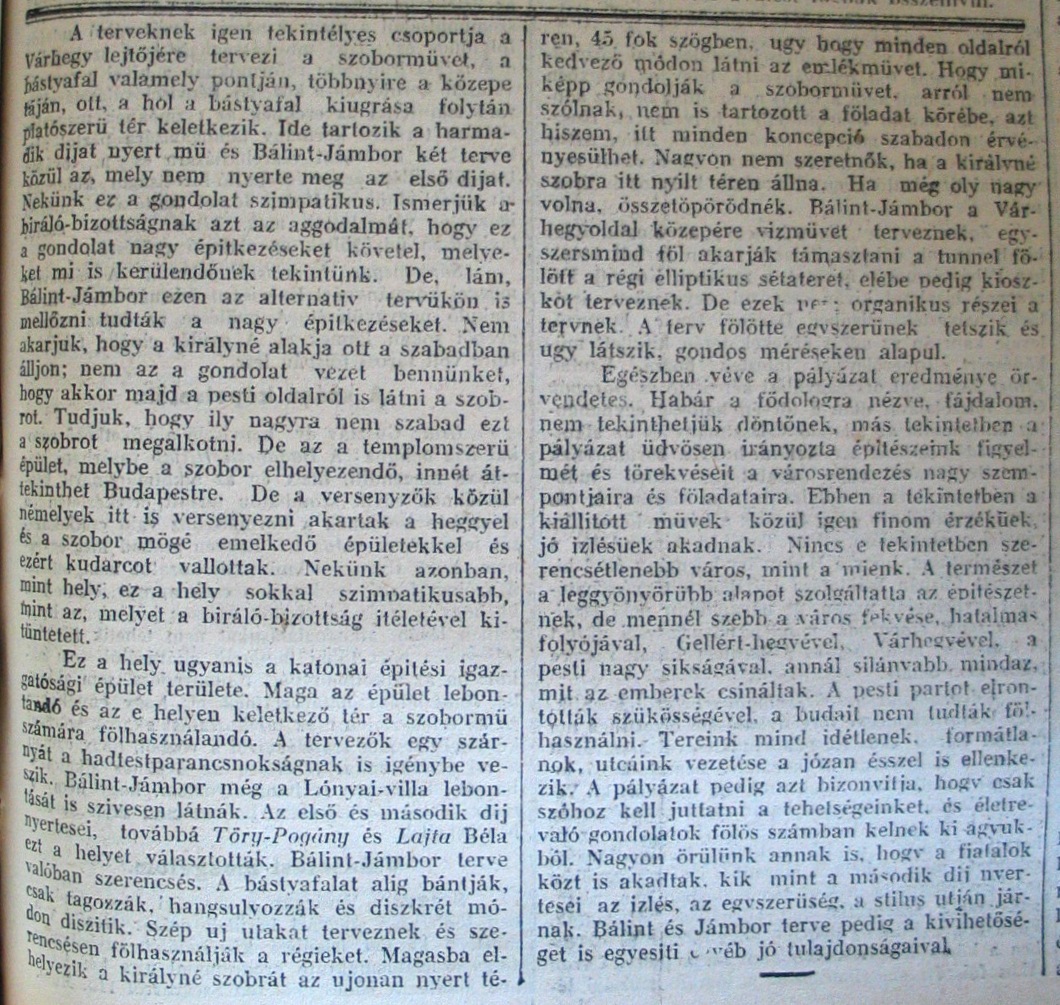 A terveknek igen tekintélyes csoportja a
Várhegy lejtőjére tervezi a szobormüvet, a
bástyafal valamely pontján, többnyire a közepe
táján, ott, a hol a bástyafal kiugrása folytán
platószerü tér keletkezik. Ide tartozik a harma-
dik dijat nyert mü és Bálint-Jámbor két terve
közül az, mely nem nyerte meg az első dijat.
Nekünk ez a gondolat szimpatikus. Ismerjük a
biráló-bizottságnak azt az aggodalmát, hogy ez
a gondolat nagy épitkezéseket követel, melye-
ket mi is kerülendőnek tekintünk. De, lám,
Bálint-Jámbor ezen az alternativ tervükön is
mellőzni tudták a nagy épitkezéseket. Nem
akarjuk, hogy a királyné alakja ott a szabadban
álljon; nem az a gondolat vezet bennünket,
hogy akkor majd a pesti oldalról is látni a szob-
rot. Tudjuk, hogy ily nagyra nem szabad ezt
a szobrot megalkotni. De az a templomszerü
épület, melybe a szobor elhelyezendő, innét át-
tekinthet Budapestre. De a versenyzők közül
némelyek itt is versenyezni akartak a heggyel
és a szobor mögé emelkedő épületekkel és
ezért kudarcot vallottak. Nekünk azonban,
mint hely, ez a hely sokkal szimpatikusabb,
mint az, melyet a biráló-bizottság itéletével ki-
tüntetett.
Ez a hely ugyanis a katonai épitési igaz-
gatósági épület területe. Maga az épület lebon-
tandó és az e helyen keletkező tér a szobormü
számára fölhasználandó. A tervezők egy szár-
nyát a hadtestparancsnokságnak is igénybe ve-
szik. Bálint-Jámbor még a Lónyai-villa lebon-
tását is szivesen látnák. Az első és második dij
nyertesei, továbbá Tőry-Pogány és Lajta Béla
ezt a helyet választották. Bálint-Jámbor terve
valóban szerencsés. A bástyafalat alig bántják,
csak tagozzák, hangsulyozzák és diszkrét mó-
don diszitik. Szép uj utakat terveznek és sze-
rencsésen fölhasználják a régieket. Magasba el-
helyezik a királyné szobrát az ujonan nyert té-
ren, 45 fok szögben, ugy hogy minden oldalról
kedvező módon látni az emlékmüvet. Hogy mi-
képp gondolják a szobormüvet, arról nem
szólnak, nem is tartozott a föladat körébe, azt
hiszem, itt minden koncepció szabadon érvé-
nyesülhet. Nagyon nem szeretnők, ha a királyné
szobra itt nyilt téren állna. Ha még oly nagy
volna, összetöpörödnék. Bálint-Jámbor a Vár-
hegyoldal közepére vizmüvet terveznek, egy-
szersmind föl akarják támasztani a tunnel fö-
lött a régi elliptikus sétateret, elébe pedig kiosz-
köt terveznek. De ezek organikus részei a
tervnek. A terv fölötte egyszerünek tetszik és
ugy látszik, gondos méréseken alapul.
Egészben véve a pályázat eredménye ör-
vendetes. Habár a fődologra nézve, fájdalom,
nem tekinthetjük döntőnek, más tekintetben a
pályázat üdvösen irányozta épitészeink figyel-
mét és törekvéseit a városrendezés nagy szem-
pontjaira és föladataira. Ebben a tekintetben a
kiállitott müvek közül igen finom érzéküek,
jó izlésüek akadnak. Nincs e tekintetben sze-
rencsétlenebb város, mint a mienk. A természet
a leggyönyörübb alapot szolgáltatta az épitészet-
nek, de mennél szebb a város fekvése, hatalmas
folyójával, Gellért-hegyével, Várhegyével, a
pesti nagy sikságával, annál silányabb mindaz,
mit az emberek csináltak. A pesti partot elron-
tották szükösségével, a budait nem tudták föl-
használni. Tereink mind idétlenek, formátla-
nok, utcáink vezetése a józan ésszel is ellenke-
zik. A pályázat pedig azt bizonyitja, hogy csak
szóhoz kell juttatni a tehetségeinket, és életre-
való gondolatok fölös számban kelnek ki agyuk-
ból. Nagyon örülünk annak is, hogy a fiatalok
közt is akadtak, kik mint a második dij nyer-
tesei az izlés, az egyszerüség, a stilus utján jár-
nak. Bálint és Jámbor terve pedig a kivihetősé-
get is egyesiti jó tulajdonságaival